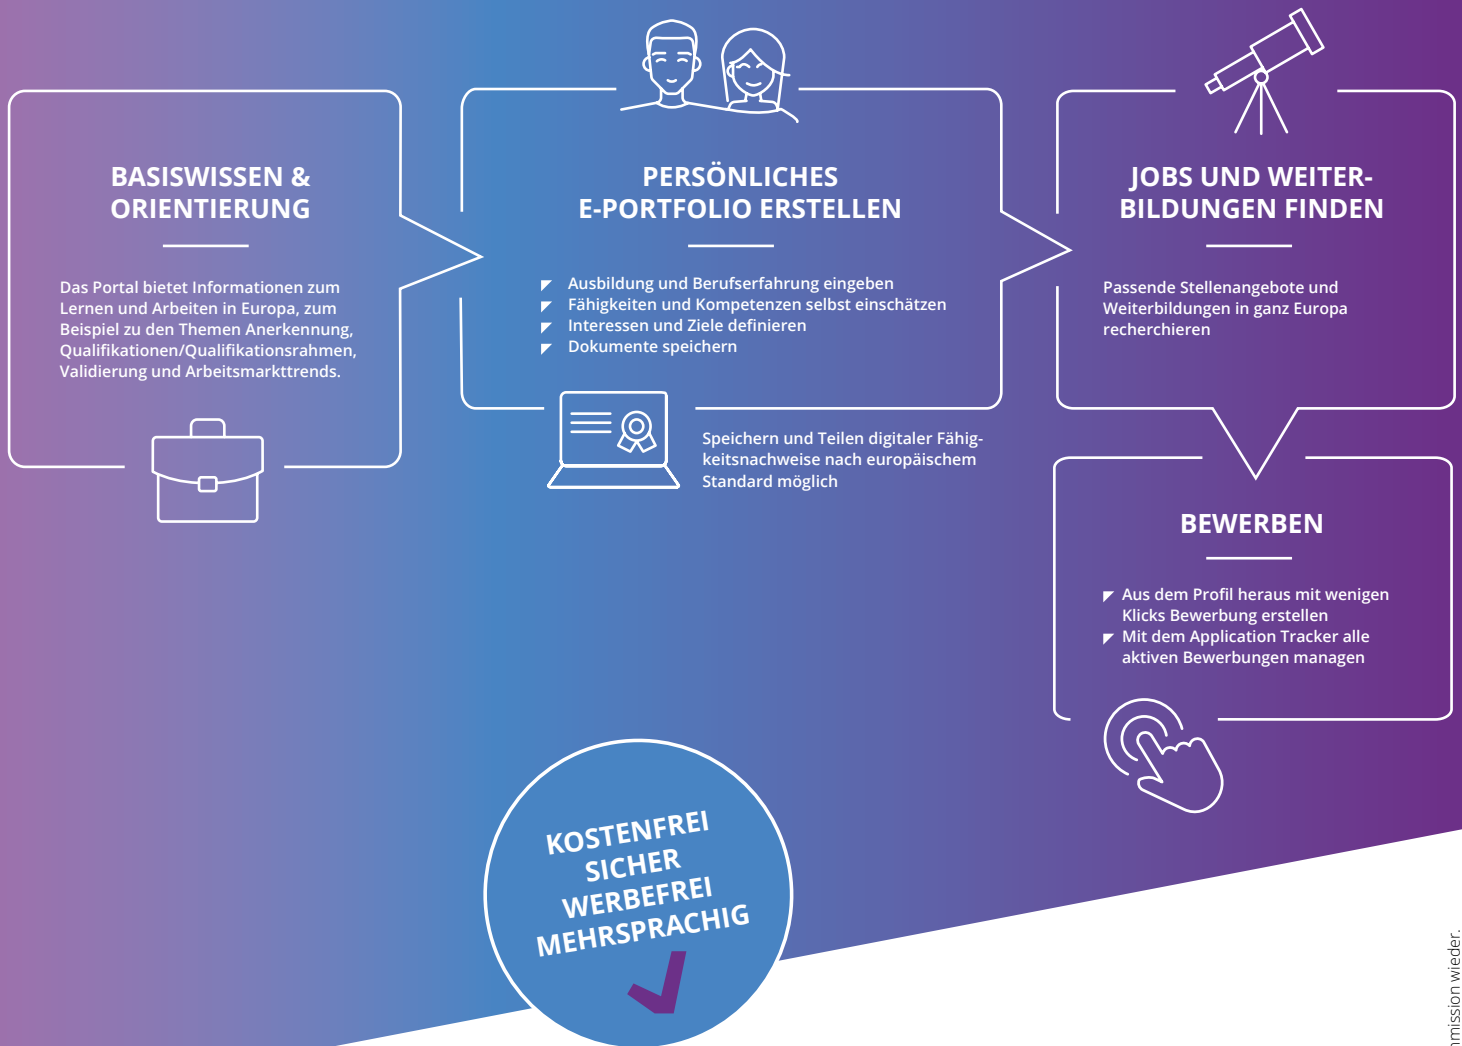 BASISWISSEN &
ORIENTIERUNG
Das Portal bietet Informationen zum
Lernen und Arbeiten in Europa, zum
Beispiel zu den Themen Anerkennung,
Qualifikationen/Qualifikationsrahmen,
Validierung und Arbeitsmarkttrends.
PERSÖNLICHES
E-PORTFOLIO ERSTELLEN
Ausbildung und Berufserfahrung eingeben
Fähigkeiten und Kompetenzen selbst einschätzen
Interessen und Ziele definieren
Dokumente speichern
Speichern und Teilen digitaler Fähig-
keitsnachweise nach europäischem
Standard möglich
JOBS UND WEITER-
BILDUNGEN FINDEN
Passende Stellenangebote und
Weiterbildungen in ganz Europa
recherchieren
BEWERBEN
Aus dem Profil heraus mit wenigen
Klicks Bewerbung erstellen
Mit dem Application Tracker alle
aktiven Bewerbungen managen
KOSTENFREI
SICHER
WERBEFREI
MEHRSPRACHIG
wieder.